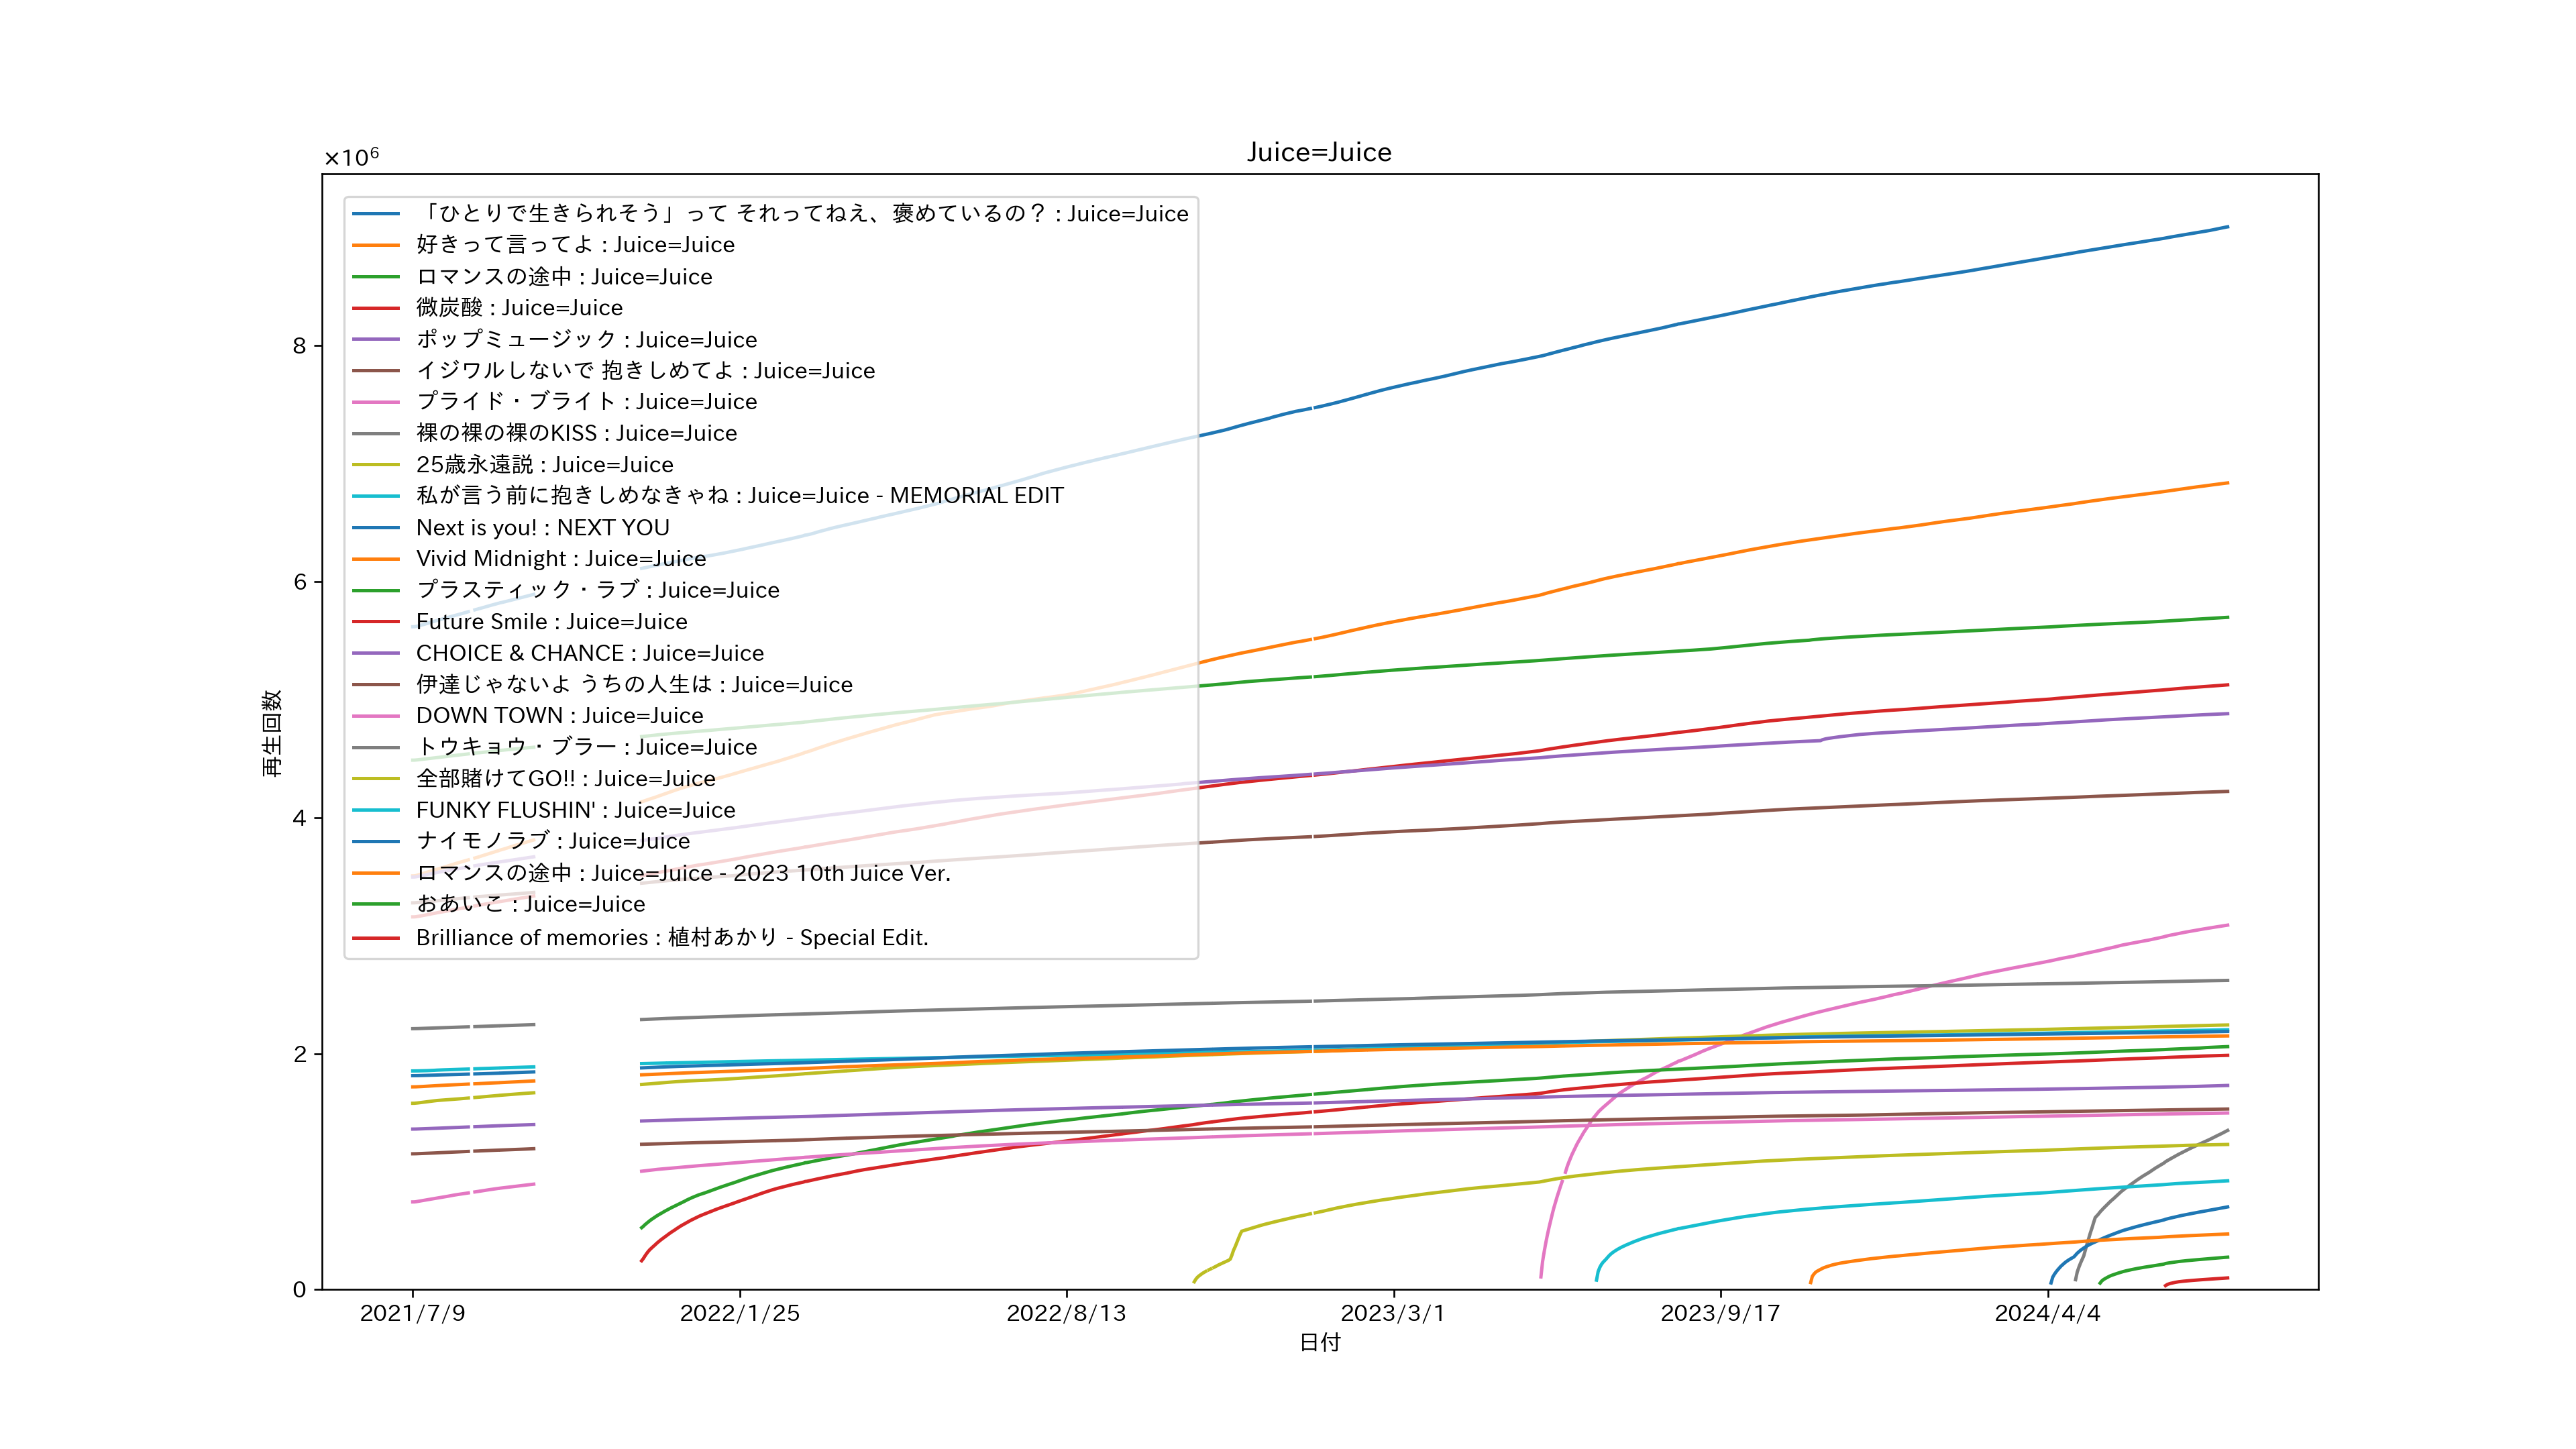 Juice=Juice
×10⁶
「ひとりで生きられそう」って それってねえ、褒めているの？ : Juice=Juice
好きって言ってよ : Juice=Juice
ロマンスの途中 : Juice=Juice
微炭酸 : Juice=Juice
ポップミュージック : Juice=Juice
イジワルしないで 抱きしめてよ : Juice=Juice
プライド・ブライト : Juice=Juice
裸の裸の裸のKISS : Juice=Juice
25歳永遠説 : Juice=Juice
私が言う前に抱きしめなきゃね : Juice=Juice - MEMORIAL EDIT
Next is you! : NEXT YOU
Vivid Midnight : Juice=Juice
プラスティック・ラブ : Juice=Juice
Future Smile : Juice=Juice
CHOICE & CHANCE : Juice=Juice
伊達じゃないよ うちの人生は : Juice=Juice
DOWN TOWN : Juice=Juice
トウキョウ・ブラー : Juice=Juice
全部賭けてGO!! : Juice=Juice
FUNKY FLUSHIN' : Juice=Juice
ナイモノラブ : Juice=Juice
ロマンスの途中 : Juice=Juice - 2023 10th Juice Ver.
おあいこ : Juice=Juice
Brilliance of memories : 植村あかり - Special Edit.
8
6
4
2
0
再生回数
2021/7/9
2022/1/25
2022/8/13
2023/3/1
2023/9/17
2024/4/4
日付